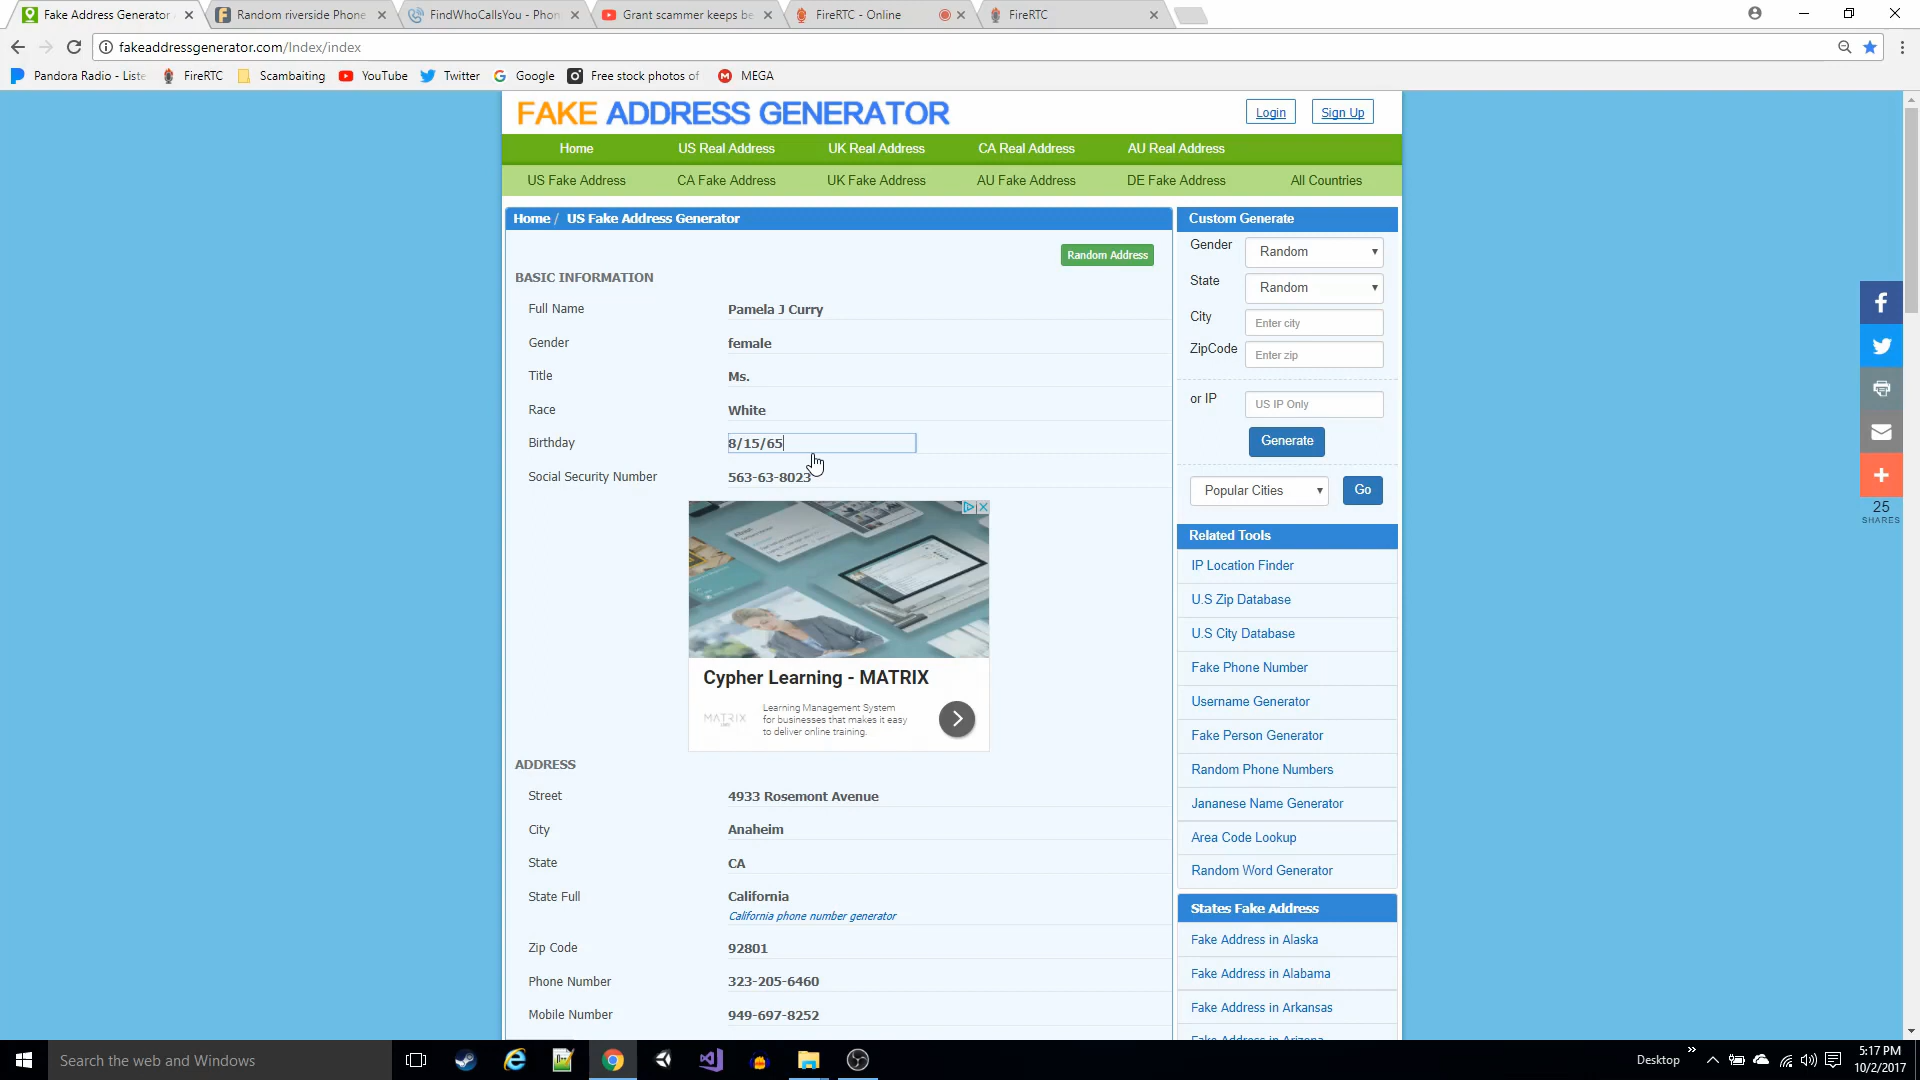 Fake Address Generator
Random riverside Phone
FindWhoCallsYou - Phon
Grant scammer keeps be
FireRTC - Online
FireRTC
fakeaddressgenerator.com/Index/index
Pandora Radio - Liste
FireRTC
Scambaiting
YouTube
Twitter
Google
Free stock photos of
MEGA
FAKE ADDRESS GENERATOR
Login
Sign Up
Home
US Real Address
UK Real Address
CA Real Address
AU Real Address
US Fake Address
CA Fake Address
UK Fake Address
AU Fake Address
DE Fake Address
All Countries
Home / US Fake Address Generator
Random Address
BASIC INFORMATION
Full Name Pamela J Curry
Gender female
Title Ms.
Race White
Birthday 8/15/65
Social Security Number 563-63-8023
Cypher Learning - MATRIX
MATRIX
Learning Management System
for businesses that makes it easy
to deliver online training.
ADDRESS
Street 4933 Rosemont Avenue
City Anaheim
State CA
State Full California
California phone number generator
Zip Code 92801
Phone Number 323-205-6460
Mobile Number 949-697-8252
Custom Generate
Gender Random
State Random
City Enter city
ZipCode Enter zip
or IP US IP Only
Generate
Popular Cities Go
Related Tools
IP Location Finder
U.S Zip Database
U.S City Database
Fake Phone Number
Username Generator
Fake Person Generator
Random Phone Numbers
Jananese Name Generator
Area Code Lookup
Random Word Generator
States Fake Address
Fake Address in Alaska
Fake Address in Alabama
Fake Address in Arkansas
Fake Address in Arizona
25
SHARES
Search the web and Windows
Desktop
5:17 PM
10/2/2017